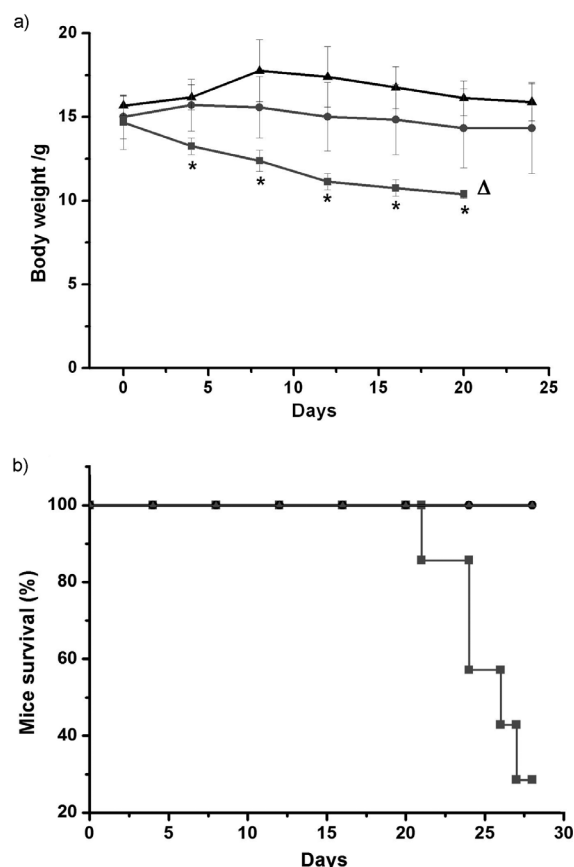 a)
20
15
10
5
0
Body weight /g
Δ
* * * * *
0 5 10 15 20 25
Days
b)
100
80
60
40
20
Mice survival (%)
0 5 10 15 20 25 30
Days